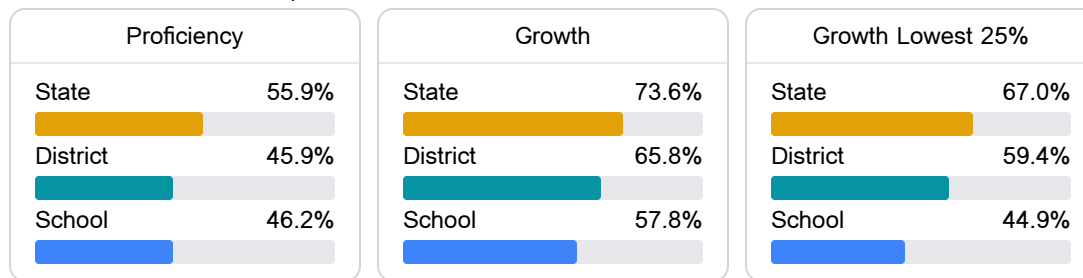 Proficiency
State 55.9%
District 45.9%
School 46.2%
Growth
State 73.6%
District 65.8%
School 57.8%
Growth Lowest 25%
State 67.0%
District 59.4%
School 44.9%